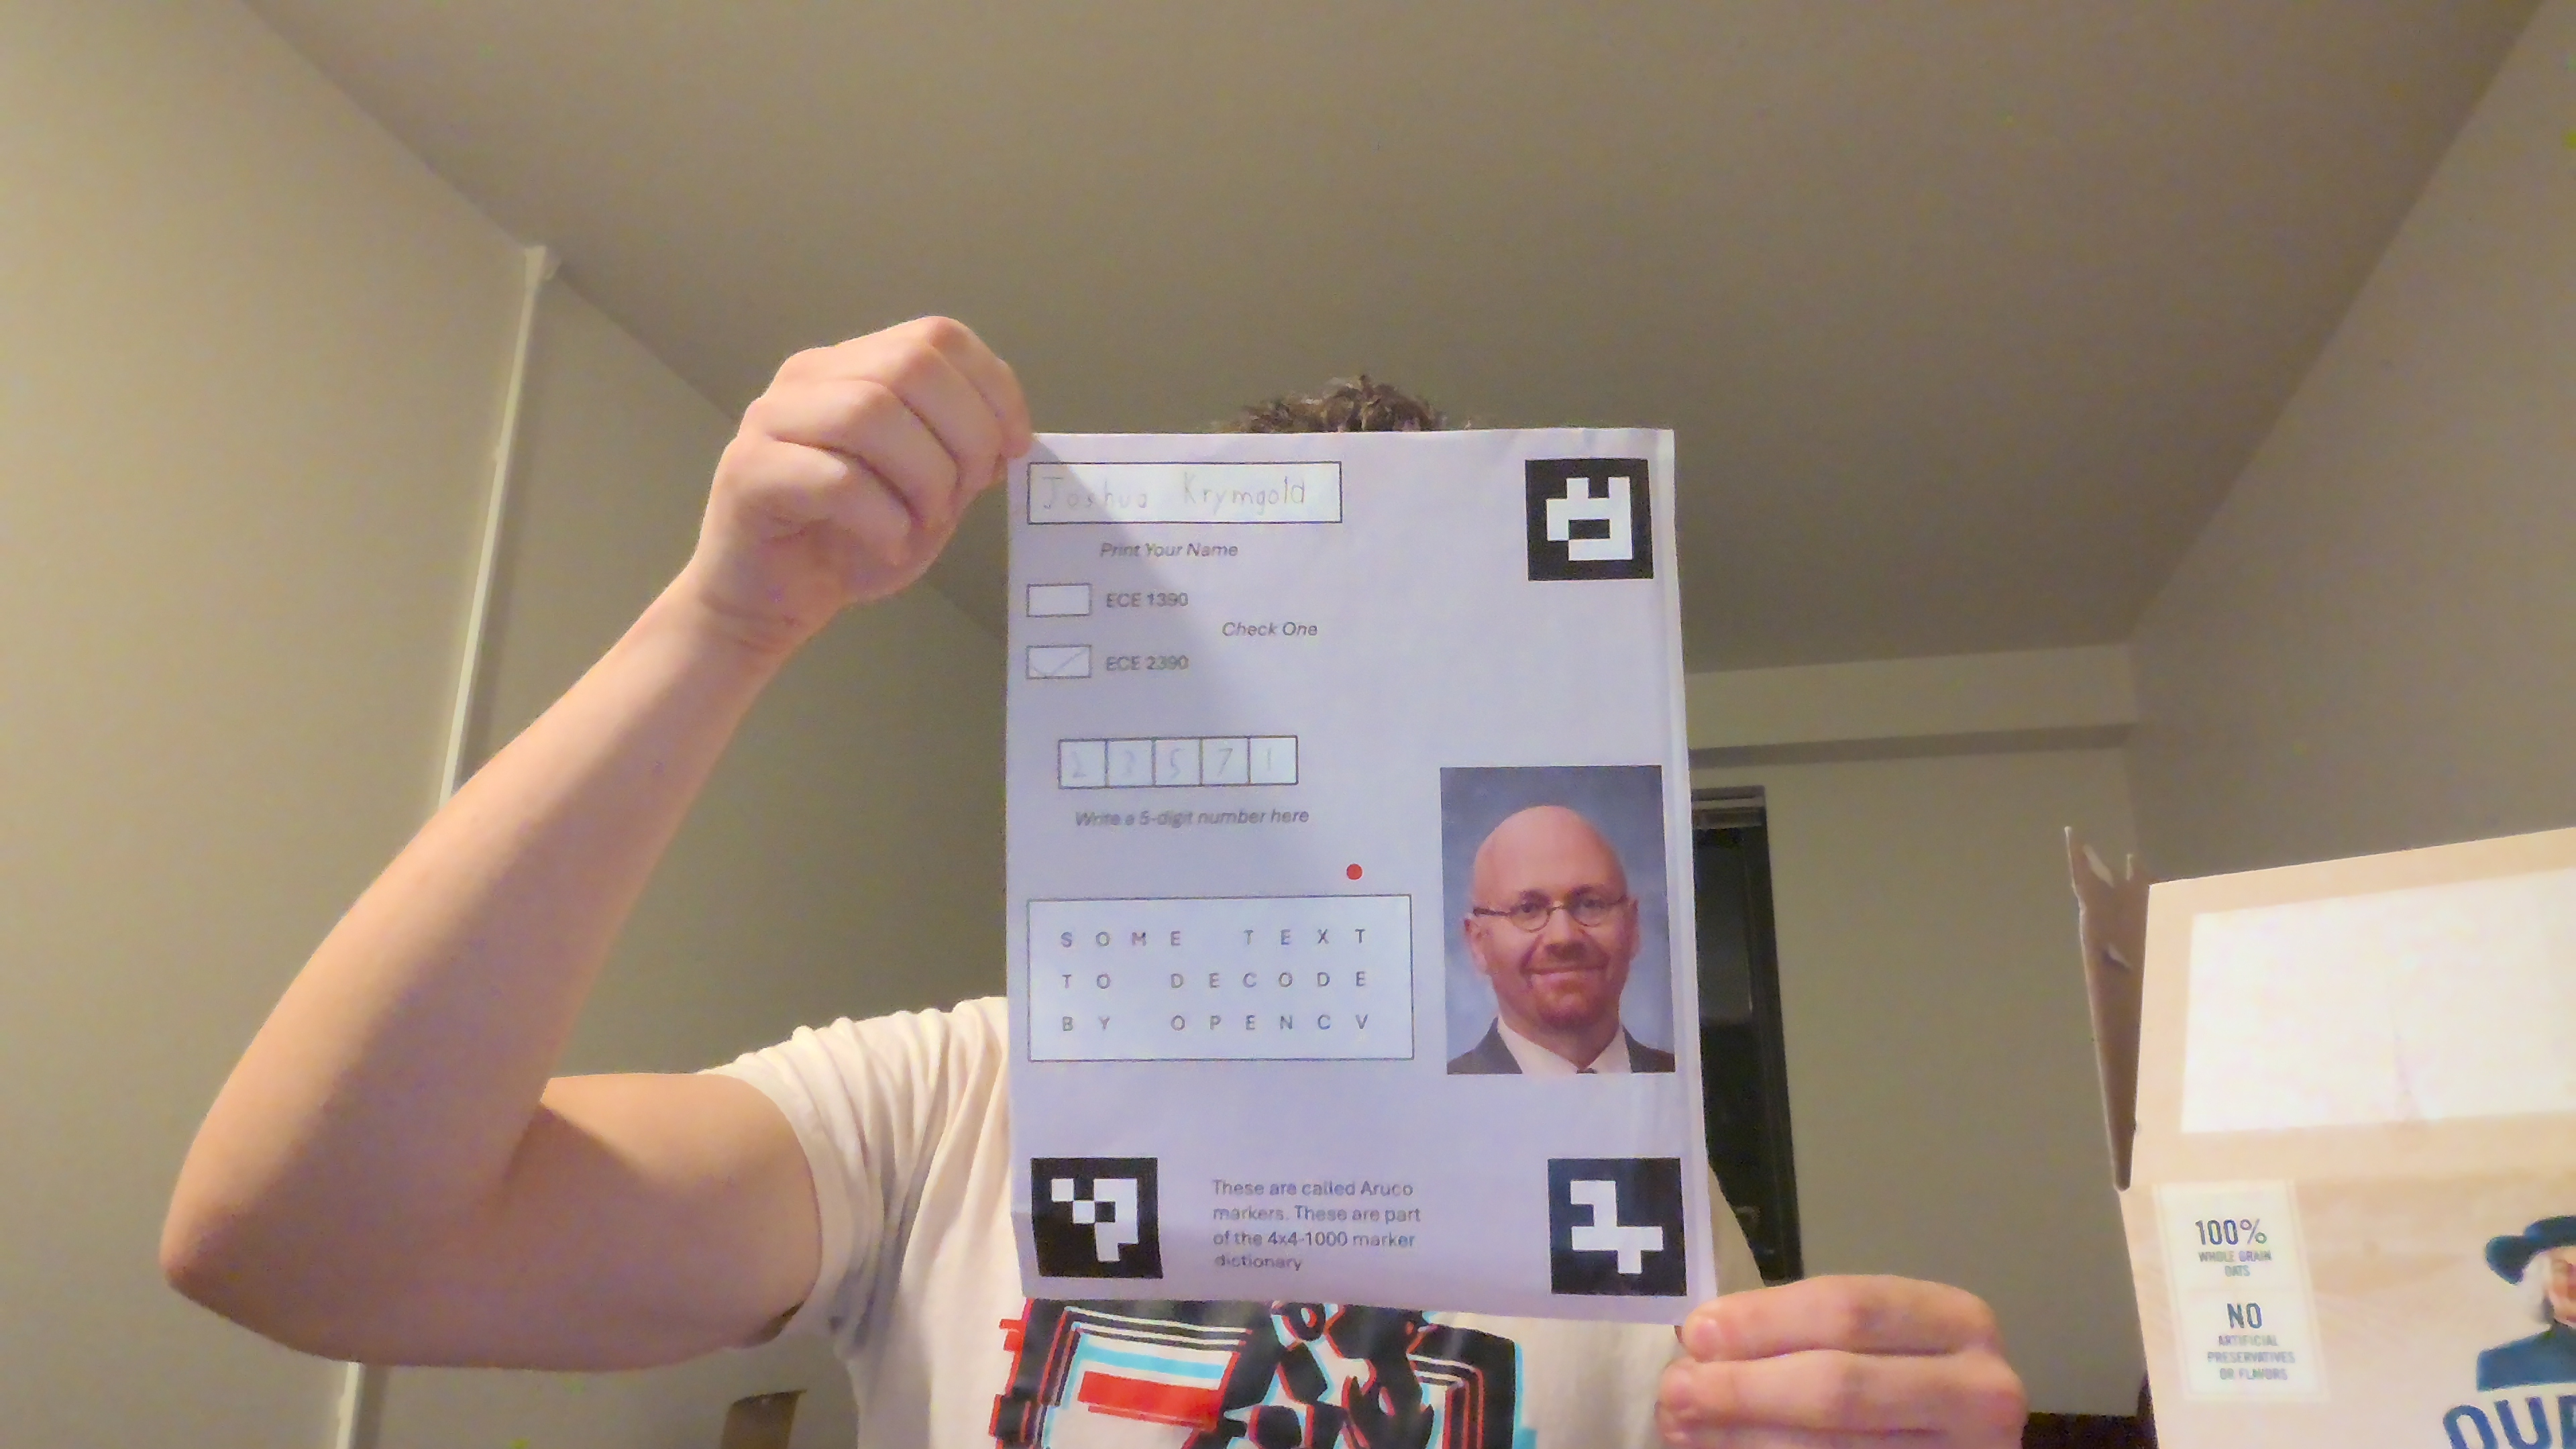 Joshua Krymgold
Print Your Name
ECE 1390
Check One
ECE 2390
2 3 5 7 1
Write a 5-digit number here
SOME TEXT
TO DECODE
BY OPENCV
These are called Aruco
markers. These are part
of the 4x4-1000 marker
dictionary
100%
WHOLE GRAIN
OATS
NO
ARTIFICIAL
PRESERVATIVES
OR FLAVORS
QUA